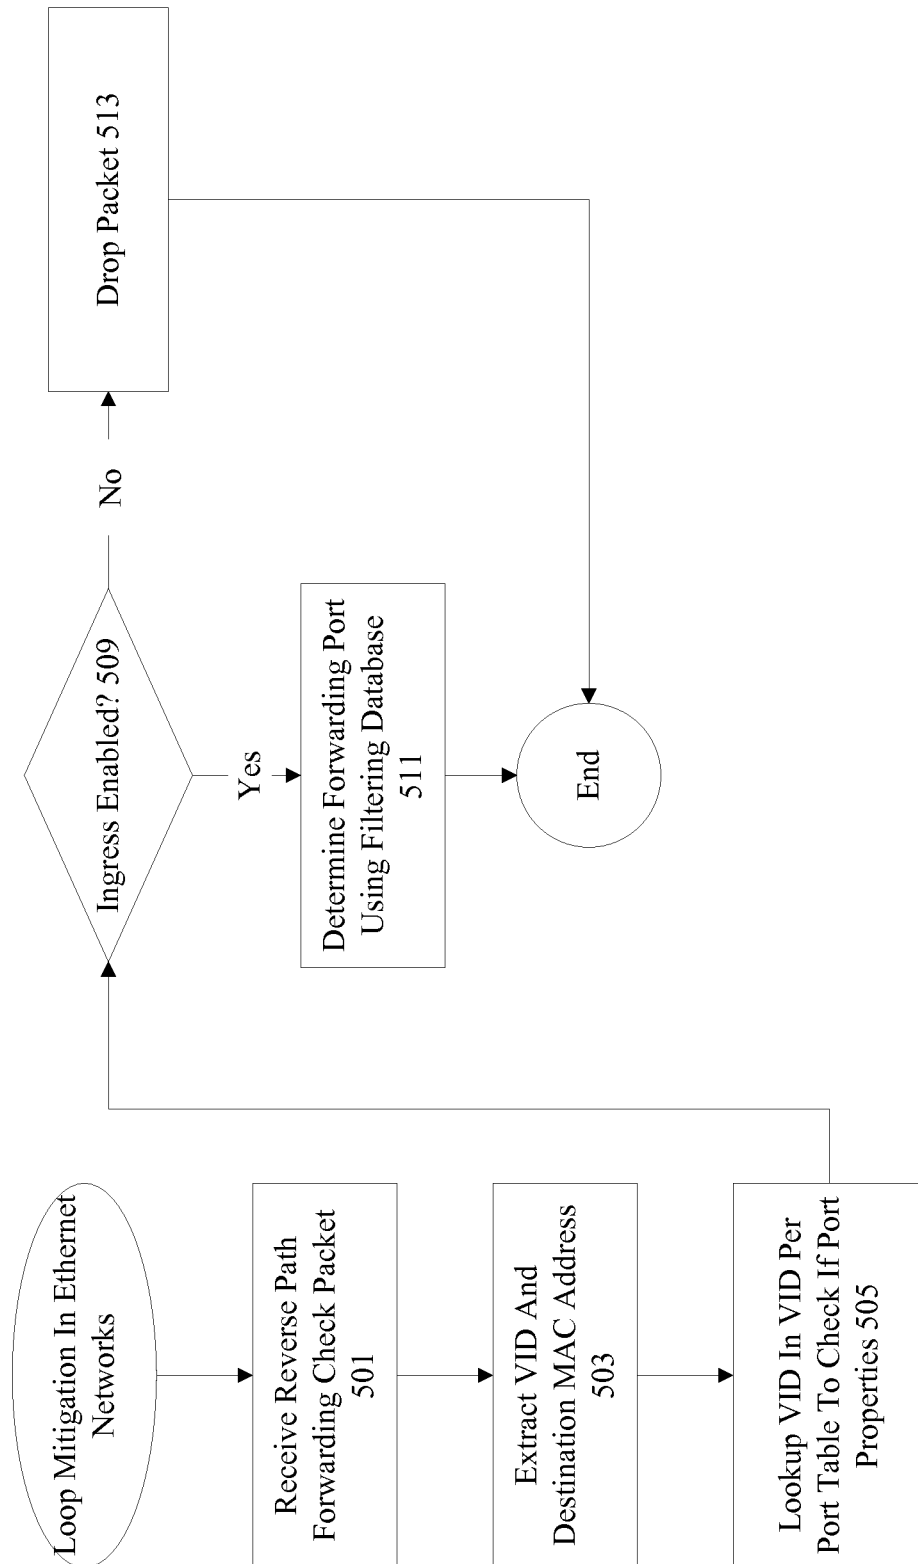 Loop Mitigation In Ethernet
Networks
Receive Reverse Path
Forwarding Check Packet
501
Extract VID And
Destination MAC Address
503
Lookup VID In VID Per
Port Table To Check If Port
Properties 505
Ingress Enabled? 509
Yes
No
Determine Forwarding Port
Using Filtering Database
511
Drop Packet 513
End